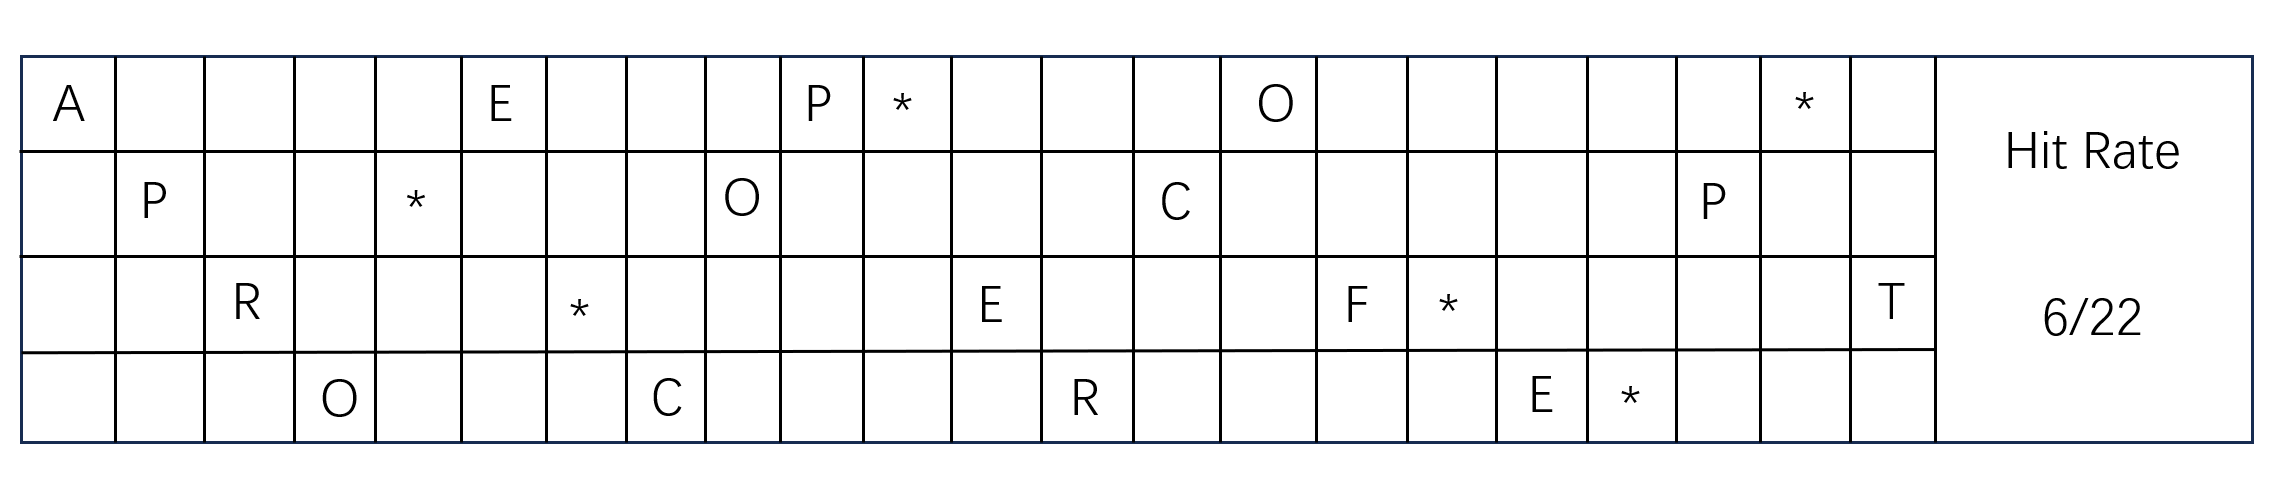 A E P * O *
P * O C P
R * E F * T
O C R E *
Hit Rate
6/22